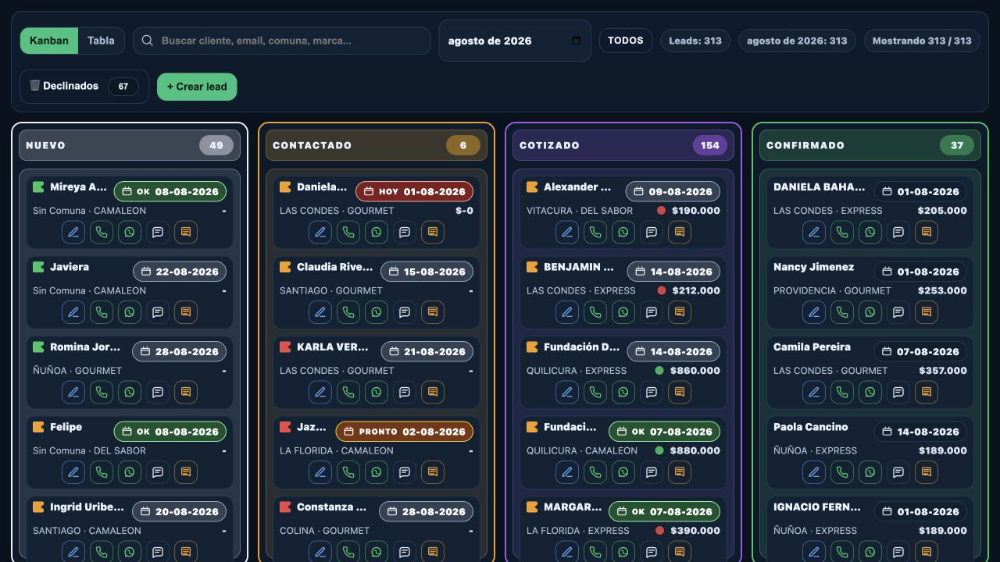 Kanban Tabla Buscar cliente, email, comuna, marca... agosto de 2026 TODOS Leads: 313 agosto de 2026: 313 Mostrando 313 / 313
Declinados 67 + Crear lead
NUEVO 49
Mireya A... OK 08-08-2026
Sin Comuna · CAMALEON -
Javiera 22-08-2026
Sin Comuna · CAMALEON -
Romina Jor... 28-08-2026
ÑUÑOA · GOURMET -
Felipe OK 08-08-2026
Sin Comuna · DEL SABOR -
Ingrid Uribe... 20-08-2026
SANTIAGO · CAMALEON -
CONTACTADO 6
Daniela... HOY 01-08-2026
LAS CONDES · GOURMET $-0
Claudia Rive... 15-08-2026
SANTIAGO · GOURMET -
KARLA VER... 21-08-2026
LAS CONDES · GOURMET -
Jaz... PRONTO 02-08-2026
LA FLORIDA · CAMALEON -
Constanza ... 28-08-2026
COLINA · GOURMET -
COTIZADO 154
Alexander ... 09-08-2026
VITACURA · DEL SABOR $190.000
BENJAMIN ... 14-08-2026
LAS CONDES · EXPRESS $212.000
Fundación D... 14-08-2026
QUILICURA · EXPRESS $860.000
Fundaci... OK 07-08-2026
QUILICURA · CAMALEON $880.000
MARGAR... OK 07-08-2026
LA FLORIDA · EXPRESS $390.000
CONFIRMADO 37
DANIELA BAHA... 01-08-2026
LAS CONDES · EXPRESS $205.000
Nancy Jimenez 01-08-2026
PROVIDENCIA · GOURMET $253.000
Camila Pereira 07-08-2026
LAS CONDES · GOURMET $357.000
Paola Cancino 14-08-2026
ÑUÑOA · EXPRESS $189.000
IGNACIO FERN... 01-08-2026
ÑUÑOA · EXPRESS $189.000